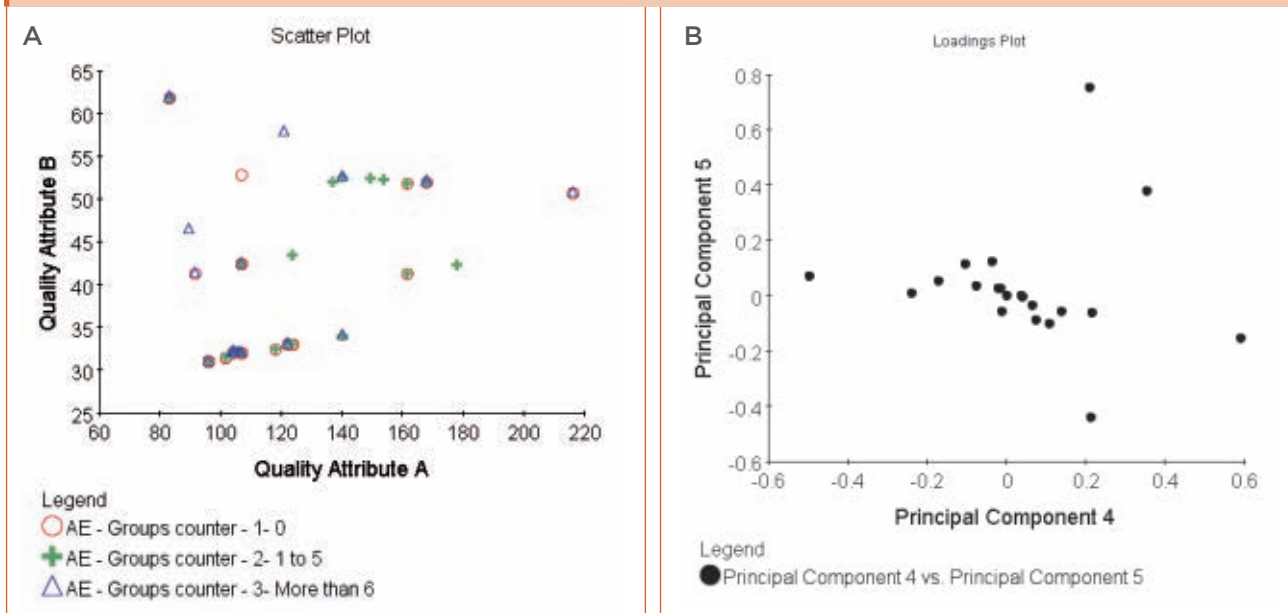 A
Scatter Plot
Quality Attribute B
65
60
55
50
45
40
35
30
25
60 80 100 120 140 160 180 200 220
Quality Attribute A
Legend
AE - Groups counter - 1- 0
AE - Groups counter - 2- 1 to 5
AE - Groups counter - 3- More than 6
B
Loadings Plot
Principal Component 5
0.8
0.6
0.4
0.2
0
-0.2
-0.4
-0.6
-0.6 -0.4 -0.2 0 0.2 0.4 0.6
Principal Component 4
Legend
Principal Component 4 vs. Principal Component 5